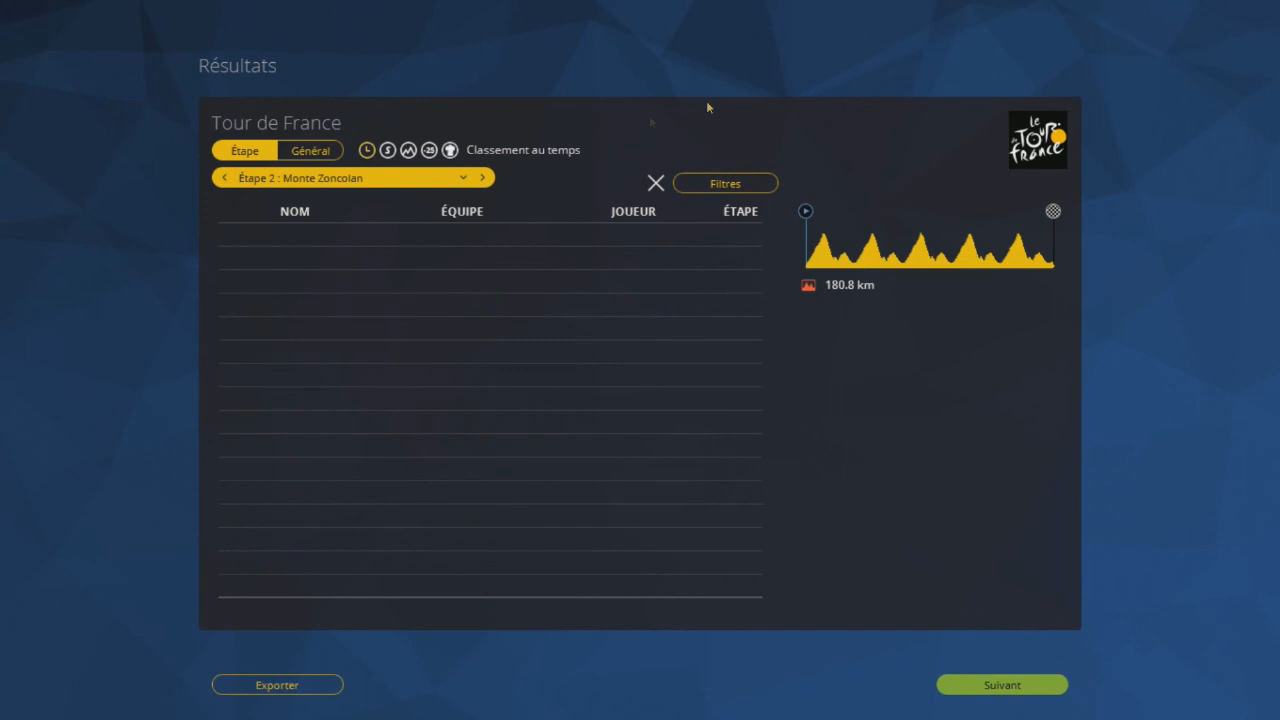 Résultats
Tour de France
le
TOUR
de
france
Étape Général S -25 Classement au temps
Étape 2 : Monte Zoncolan
Filtres
NOM ÉQUIPE JOUEUR ÉTAPE
180.8 km
Exporter Suivant